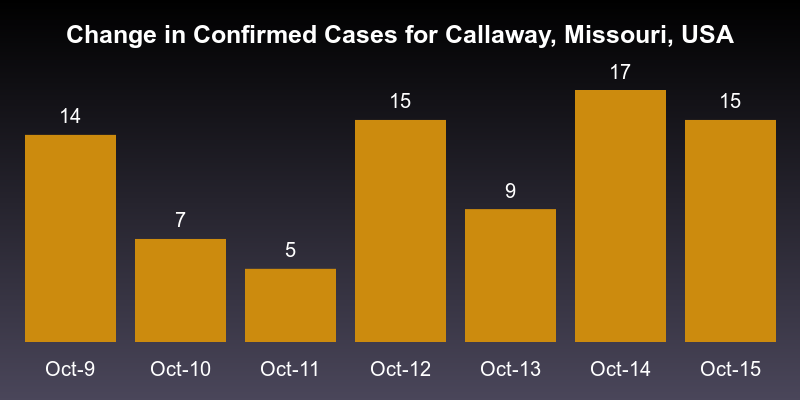 Change in Confirmed Cases for Callaway, Missouri, USA
14
7
5
15
9
17
15
Oct-9
Oct-10
Oct-11
Oct-12
Oct-13
Oct-14
Oct-15